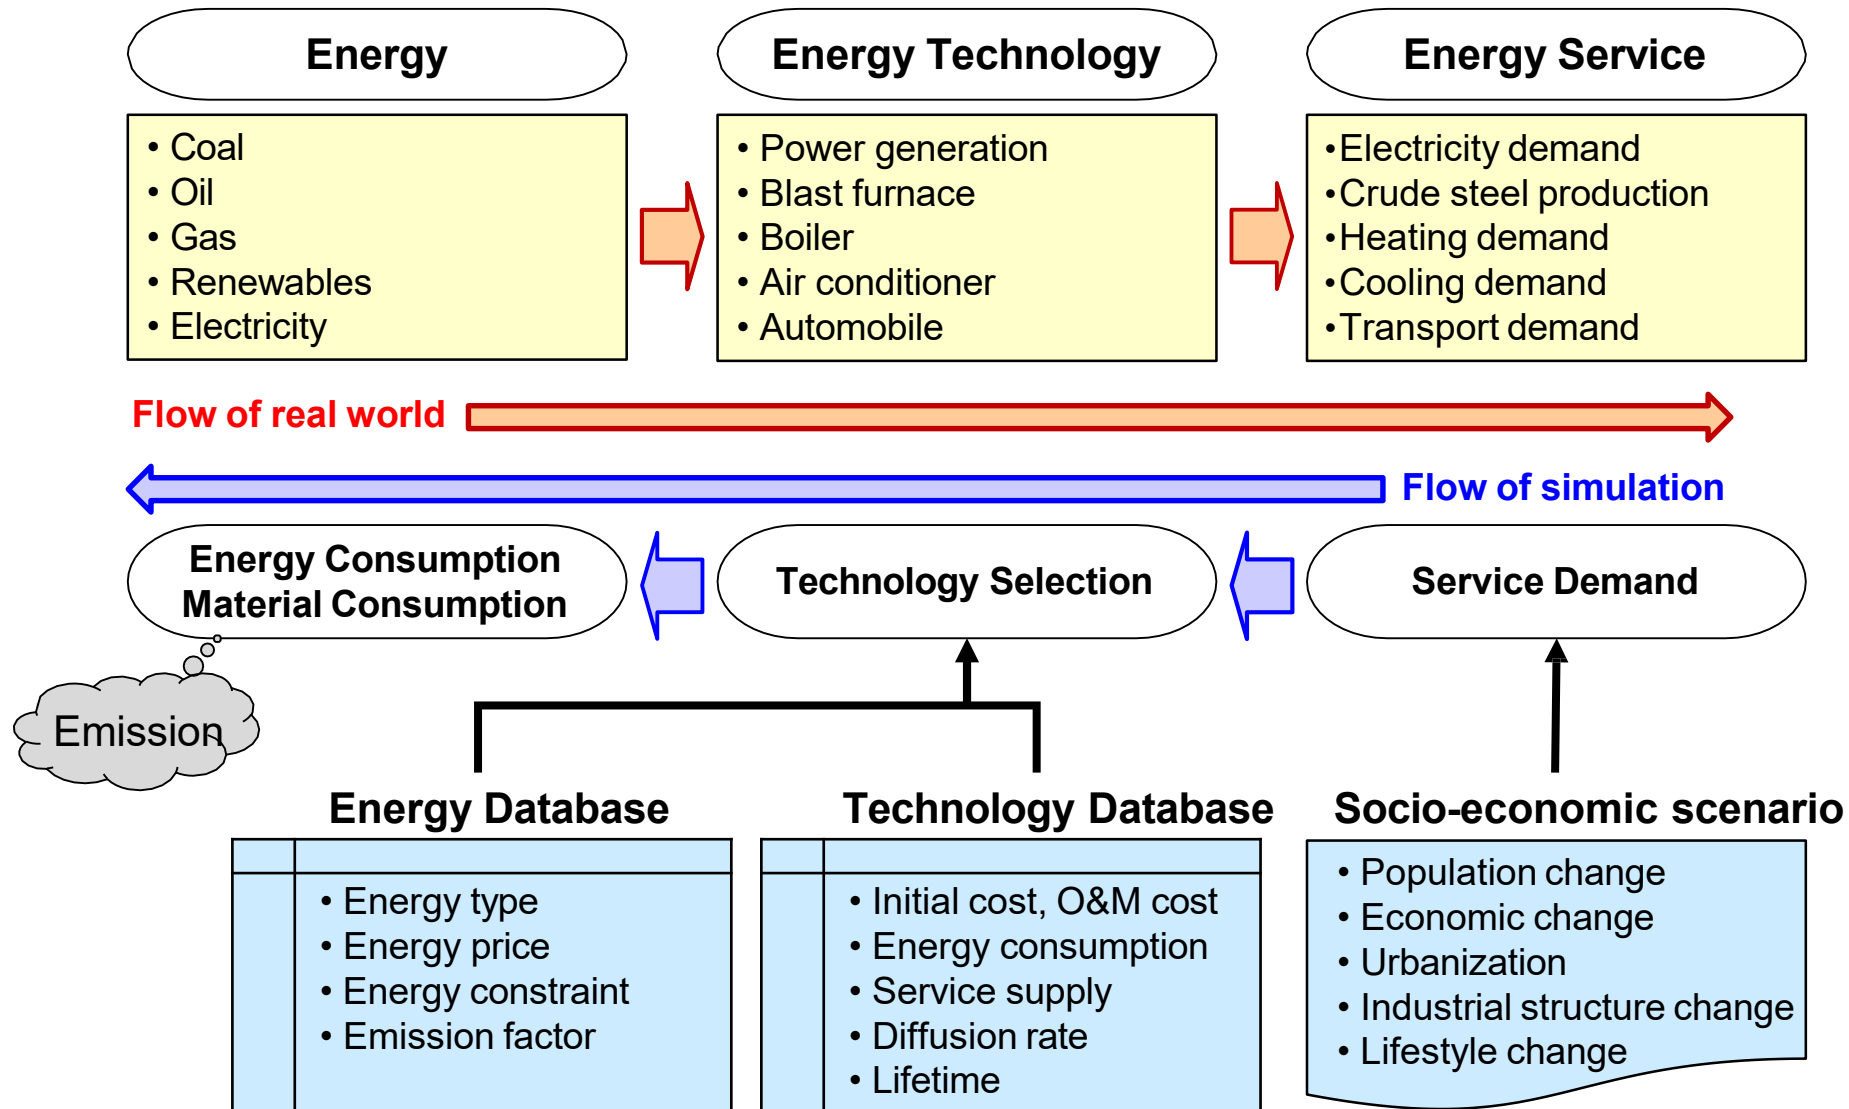 Energy
Energy Technology
Energy Service
• Coal
• Oil
• Gas
• Renewables
• Electricity
• Power generation
• Blast furnace
• Boiler
• Air conditioner
• Automobile
•Electricity demand
•Crude steel production
•Heating demand
•Cooling demand
•Transport demand
Flow of real world
Flow of simulation
Energy Consumption
Material Consumption
Technology Selection
Service Demand
Emission
Energy Database
Technology Database
Socio-economic scenario
• Energy type
• Energy price
• Energy constraint
• Emission factor
• Initial cost, O&M cost
• Energy consumption
• Service supply
• Diffusion rate
• Lifetime
• Population change
• Economic change
• Urbanization
• Industrial structure change
• Lifestyle change